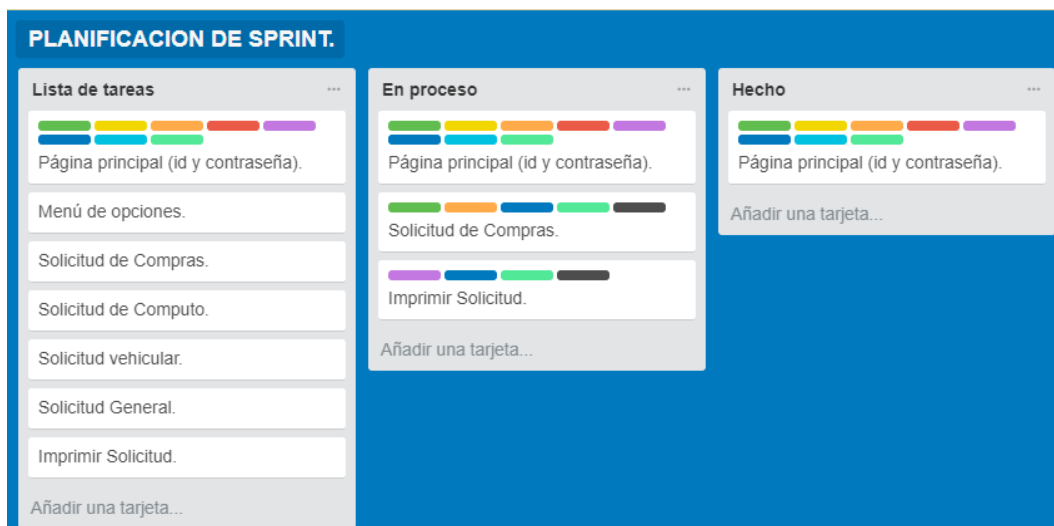 PLANIFICACION DE SPRINT.
Lista de tareas
Página principal (id y contraseña).
Menú de opciones.
Solicitud de Compras.
Solicitud de Computo.
Solicitud vehicular.
Solicitud General.
Imprimir Solicitud.
Añadir una tarjeta...
En proceso
Página principal (id y contraseña).
Solicitud de Compras.
Imprimir Solicitud.
Añadir una tarjeta...
Hecho
Página principal (id y contraseña).
Añadir una tarjeta...